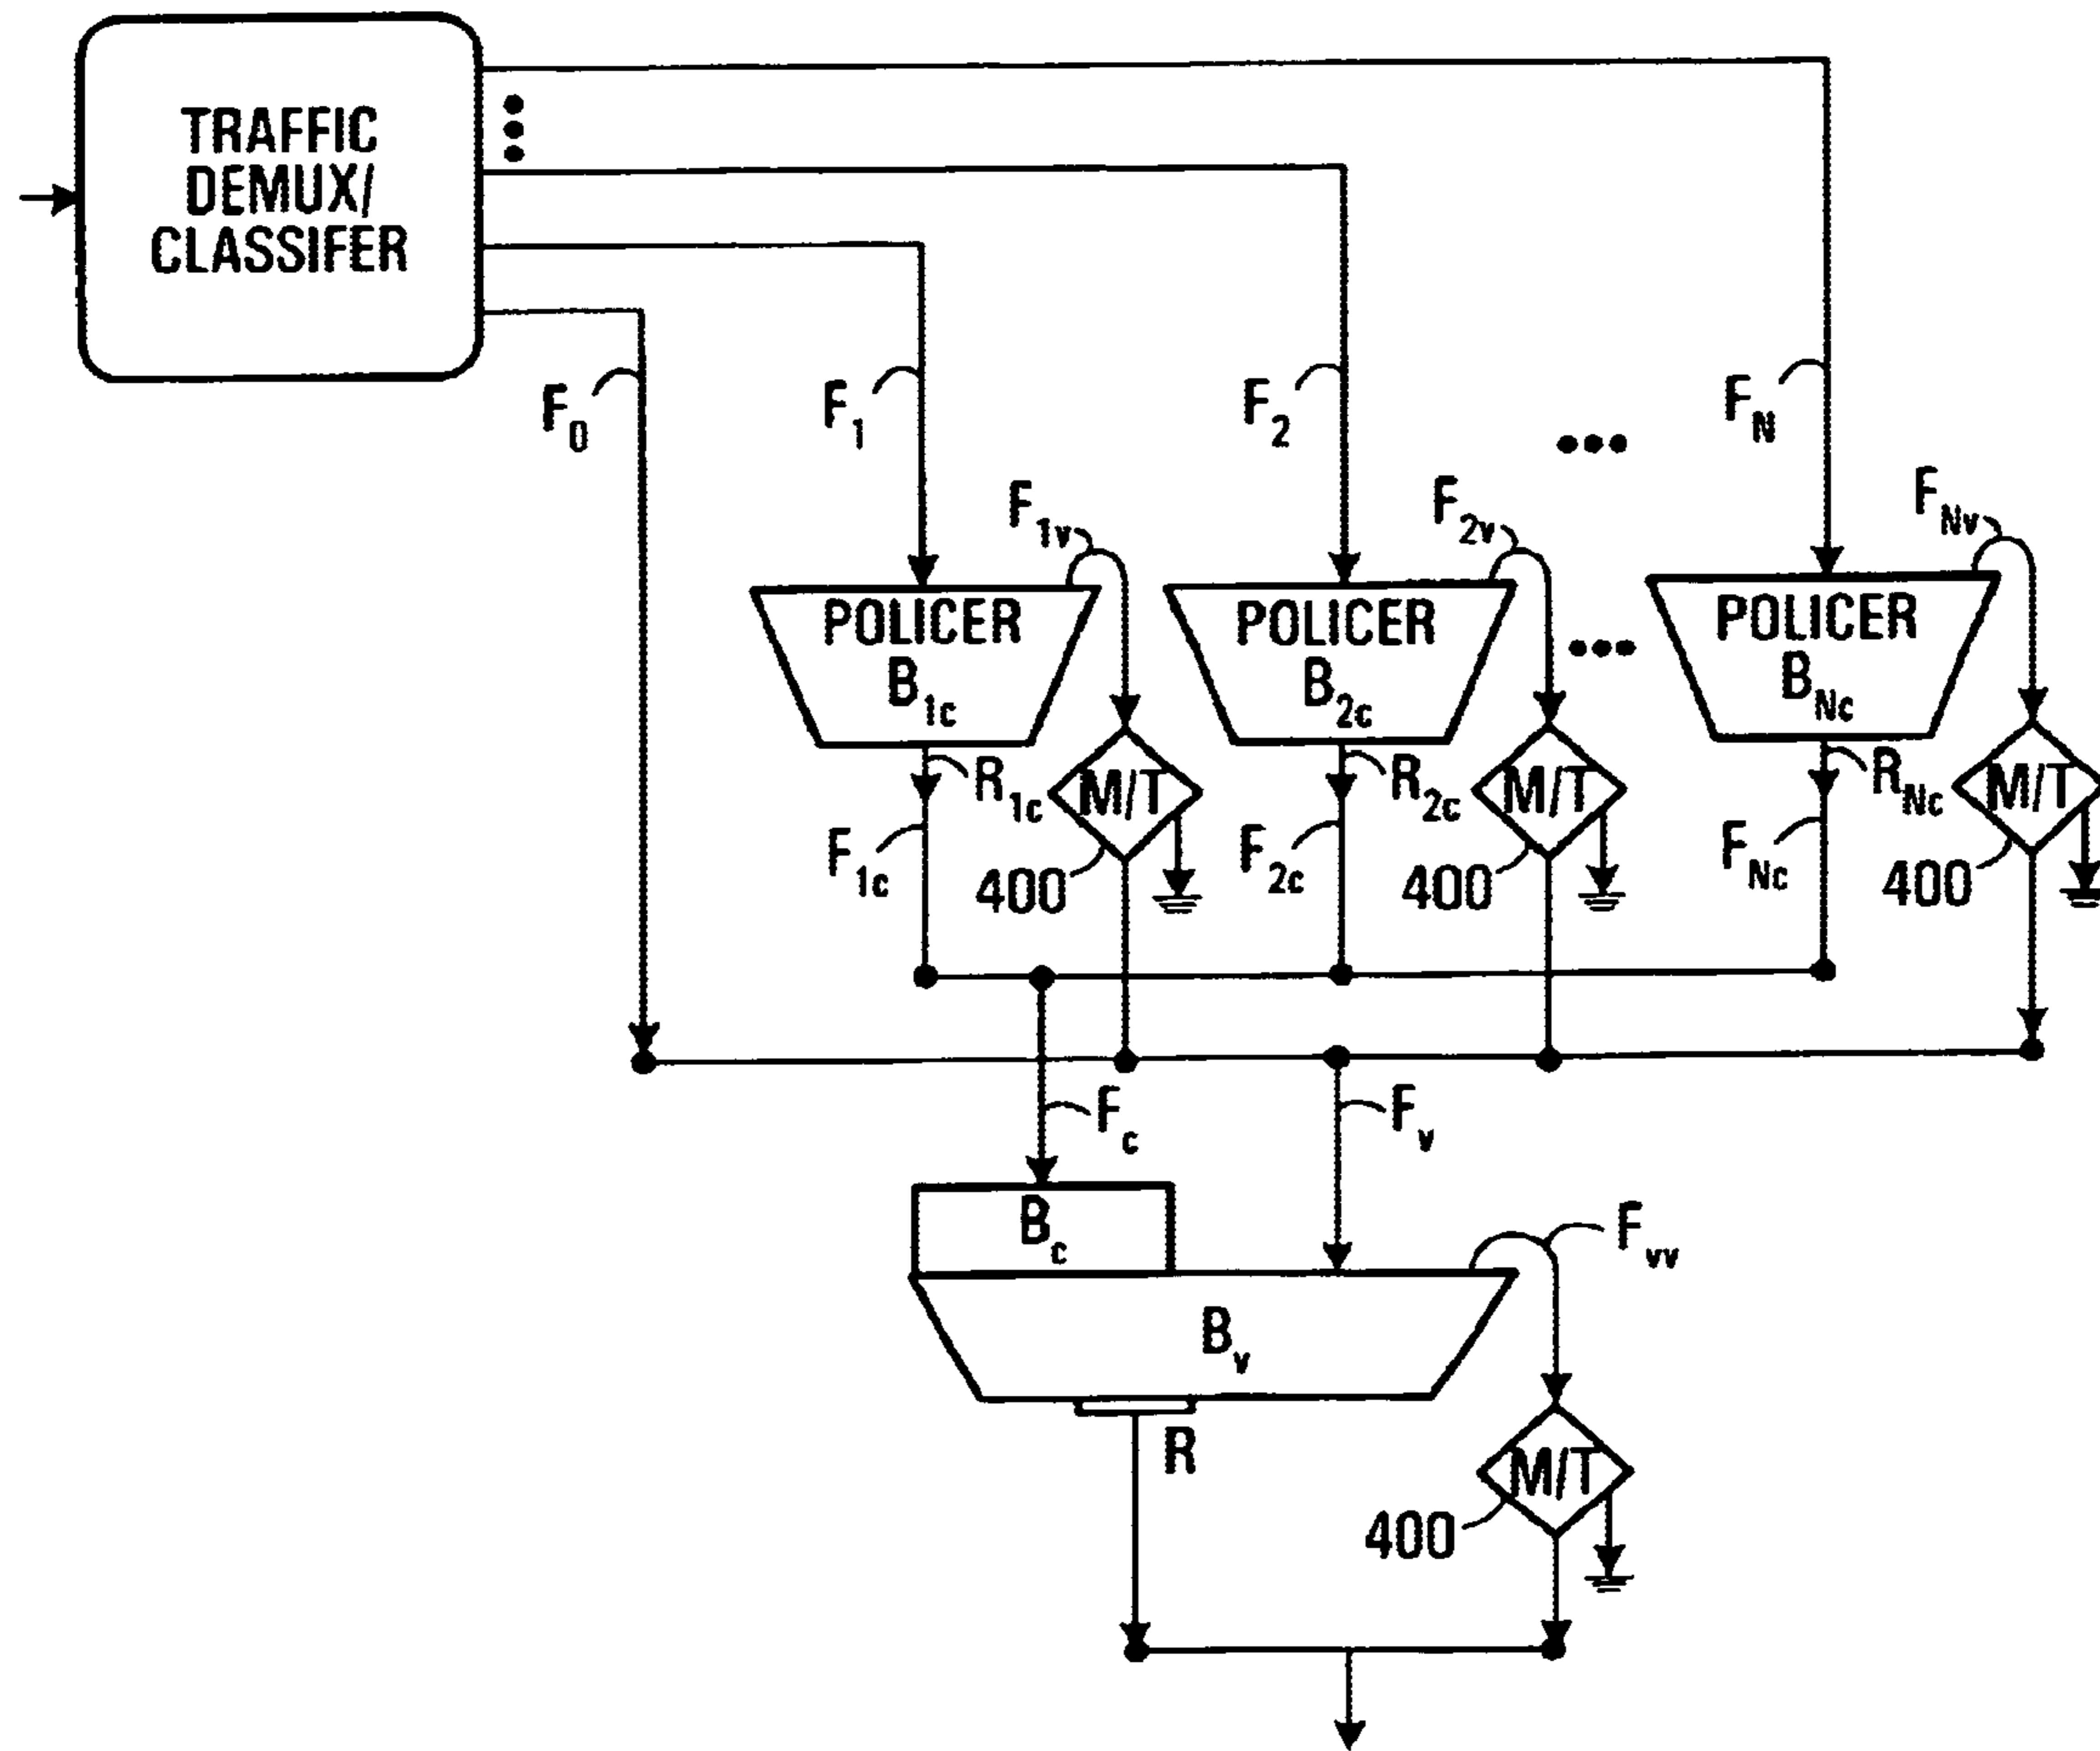 TRAFFIC
DEMUX/
CLASSIFER
F0
F1
F2
FN
F1v
F2v
FNv
POLICER
B1c
POLICER
B2c
POLICER
BNc
R1c
M/T
R2c
M/T
RNc
M/T
F1c
400
F2c
400
FNc
400
Fc
Fv
Bc
Fvv
Bv
R
M/T
400